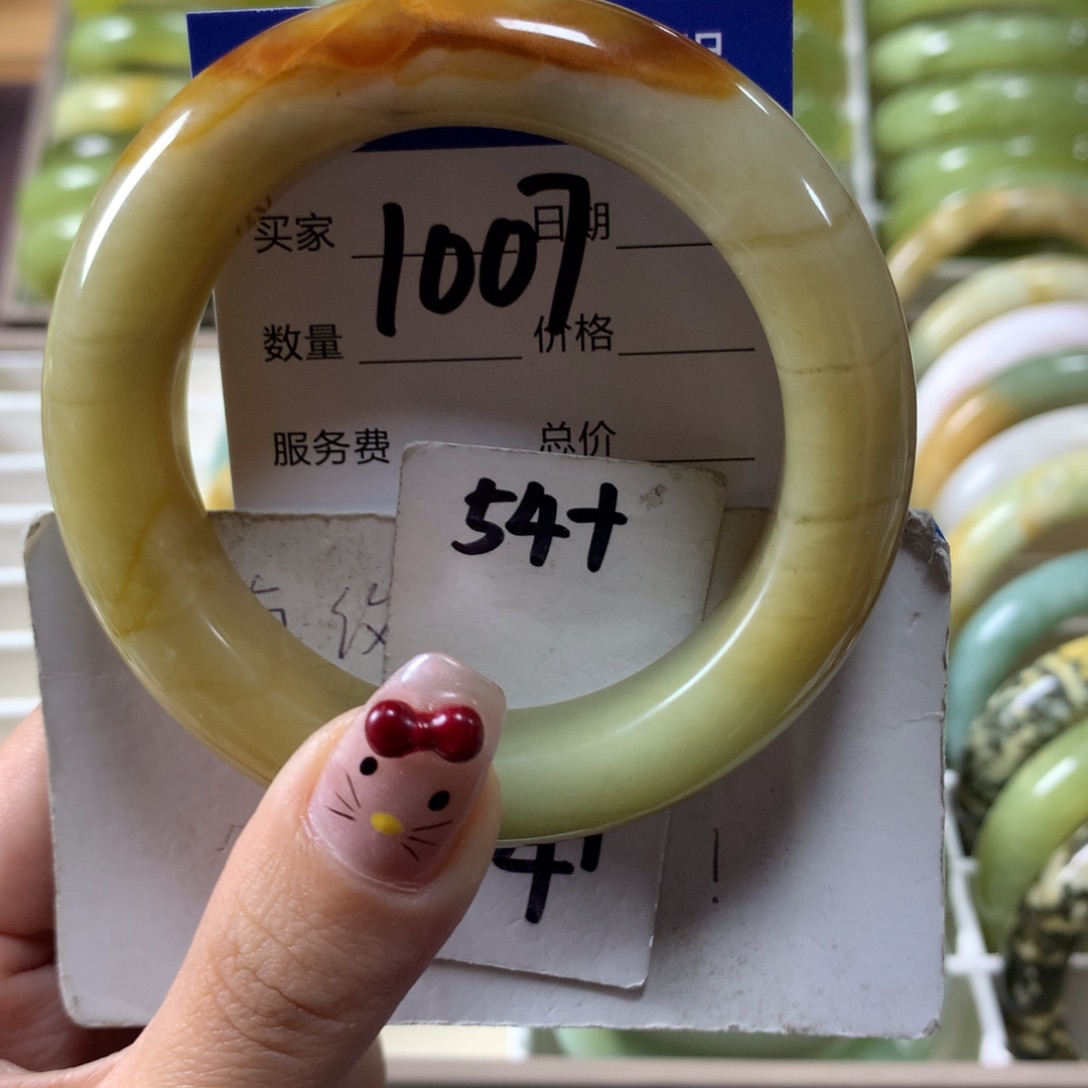 1007
买家 日期
数量 价格
服务费 总价
54+